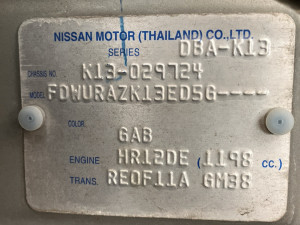 NISSAN MOTOR (THAILAND) CO.,LTD.
SERIES DBA-K13
CHASSIS NO. K13-029724
MODEL FDWURAZK13EDSG----
COLOR.
GAB
ENGINE HR12DE (1198 CC.)
TRANS. RE0F11A GM38